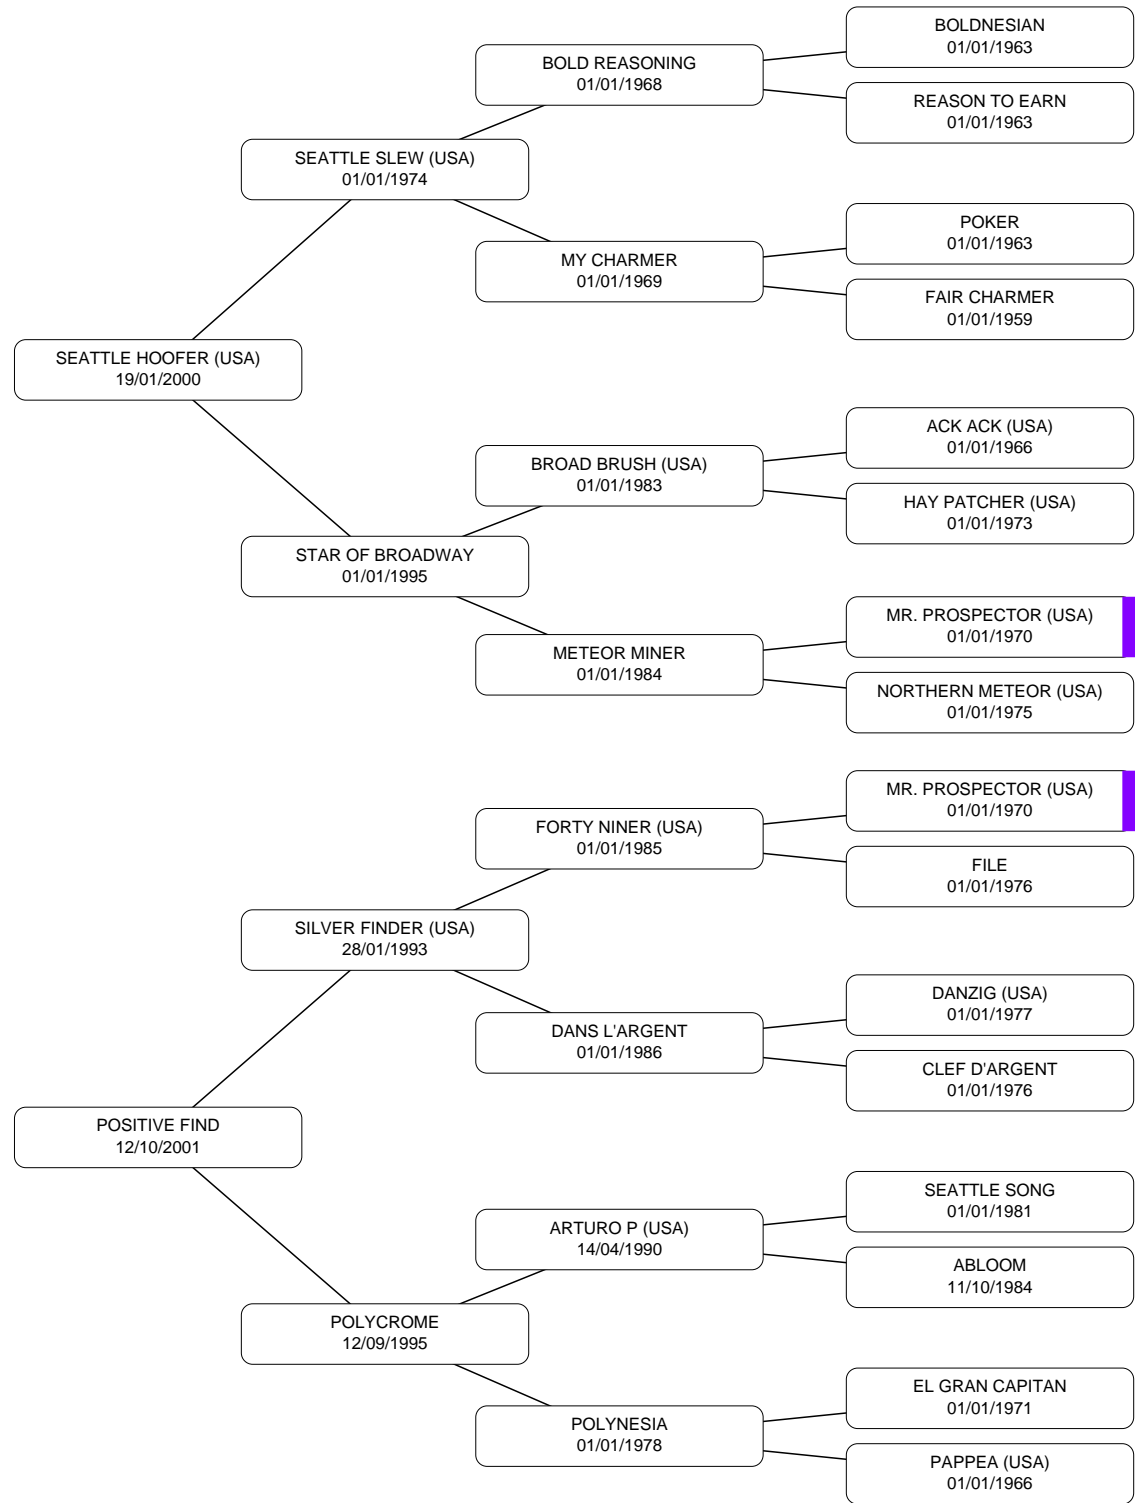 BOLDNESIAN
01/01/1963
BOLD REASONING
01/01/1968
REASON TO EARN
01/01/1963
SEATTLE SLEW (USA)
01/01/1974
POKER
01/01/1963
MY CHARMER
01/01/1969
FAIR CHARMER
01/01/1959
SEATTLE HOOFER (USA)
19/01/2000
ACK ACK (USA)
01/01/1966
BROAD BRUSH (USA)
01/01/1983
HAY PATCHER (USA)
01/01/1973
STAR OF BROADWAY
01/01/1995
MR. PROSPECTOR (USA)
01/01/1970
METEOR MINER
01/01/1984
NORTHERN METEOR (USA)
01/01/1975
MR. PROSPECTOR (USA)
01/01/1970
FORTY NINER (USA)
01/01/1985
FILE
01/01/1976
SILVER FINDER (USA)
28/01/1993
DANZIG (USA)
01/01/1977
DANS L'ARGENT
01/01/1986
CLEF D'ARGENT
01/01/1976
POSITIVE FIND
12/10/2001
SEATTLE SONG
01/01/1981
ARTURO P (USA)
14/04/1990
ABLOOM
11/10/1984
POLYCROME
12/09/1995
EL GRAN CAPITAN
01/01/1971
POLYNESIA
01/01/1978
PAPPEA (USA)
01/01/1966